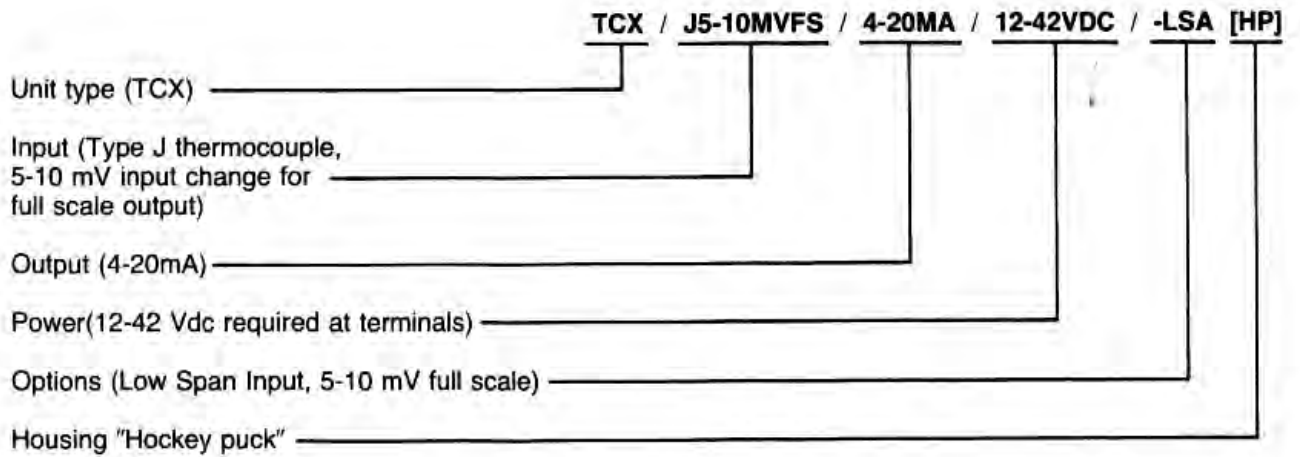 TCX / J5-10MVFS / 4-20MA / 12-42VDC / -LSA [HP]
Unit type (TCX)
Input (Type J thermocouple,
5-10 mV input change for
full scale output)
Output (4-20mA)
Power(12-42 Vdc required at terminals)
Options (Low Span Input, 5-10 mV full scale)
Housing "Hockey puck"